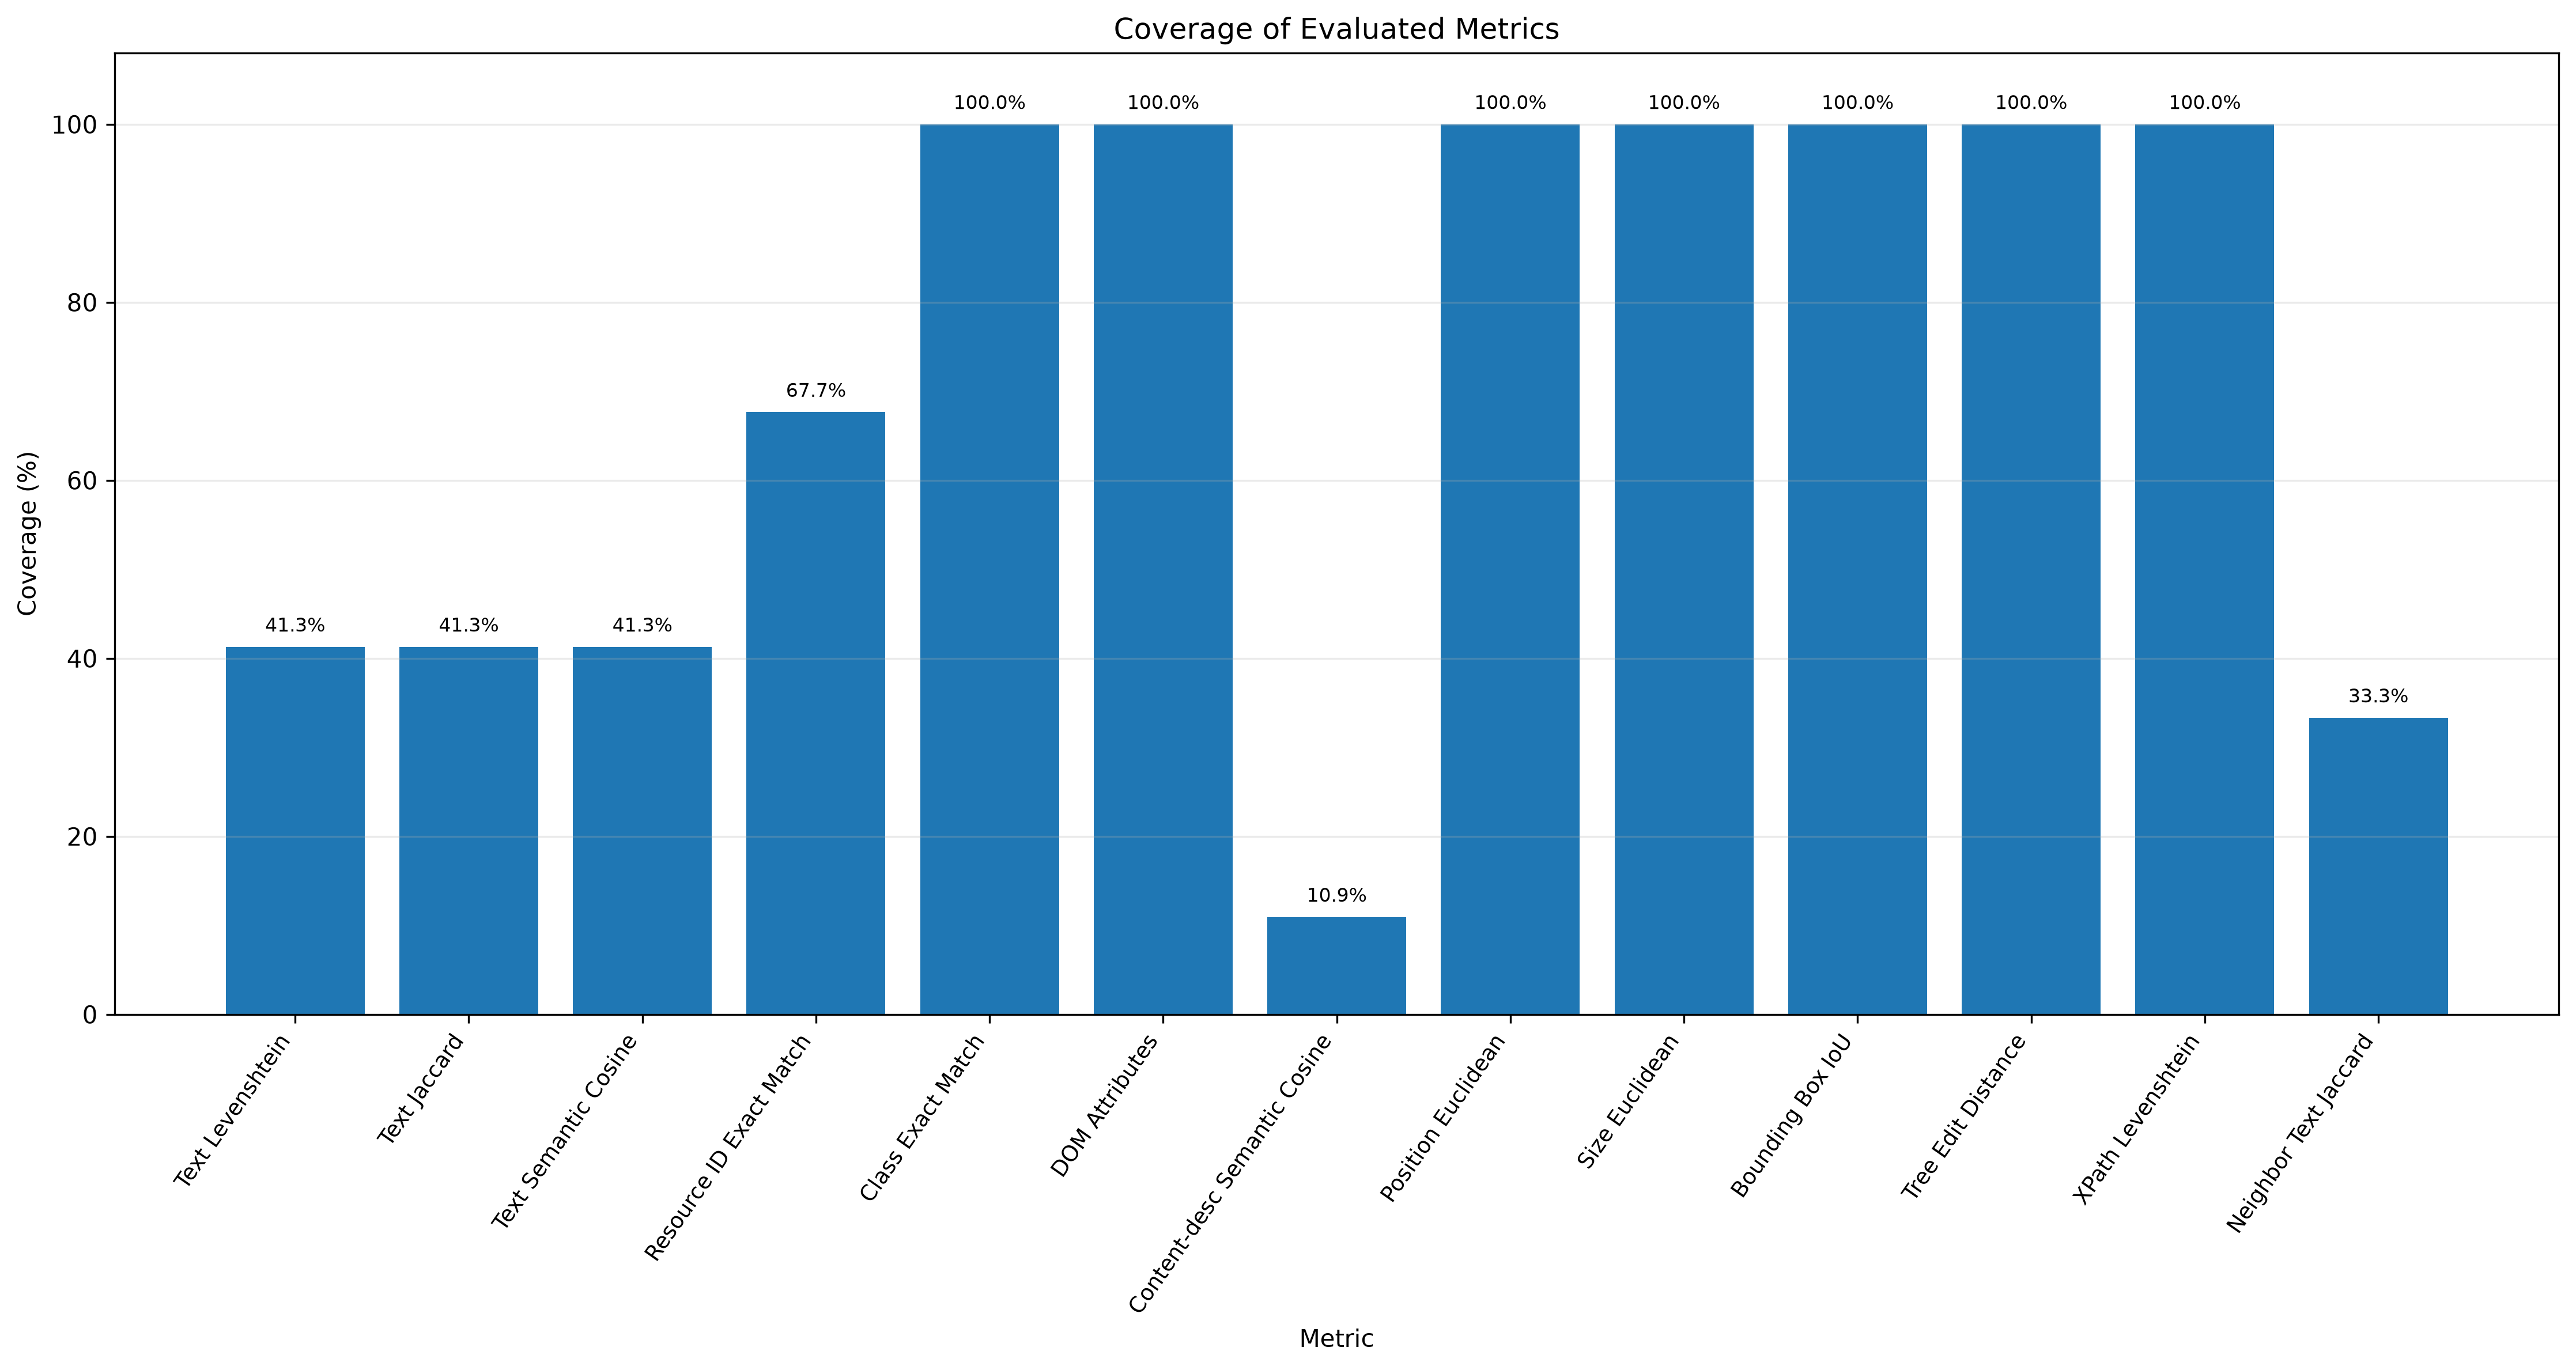 Coverage of Evaluated Metrics
Coverage (%)
100
80
60
40
20
0
41.3%
41.3%
41.3%
67.7%
100.0%
100.0%
10.9%
100.0%
100.0%
100.0%
100.0%
100.0%
33.3%
Text Levenshtein
Text Jaccard
Text Semantic Cosine
Resource ID Exact Match
Class Exact Match
DOM Attributes
Content-desc Semantic Cosine
Position Euclidean
Size Euclidean
Bounding Box IoU
Tree Edit Distance
XPath Levenshtein
Neighbor Text Jaccard
Metric